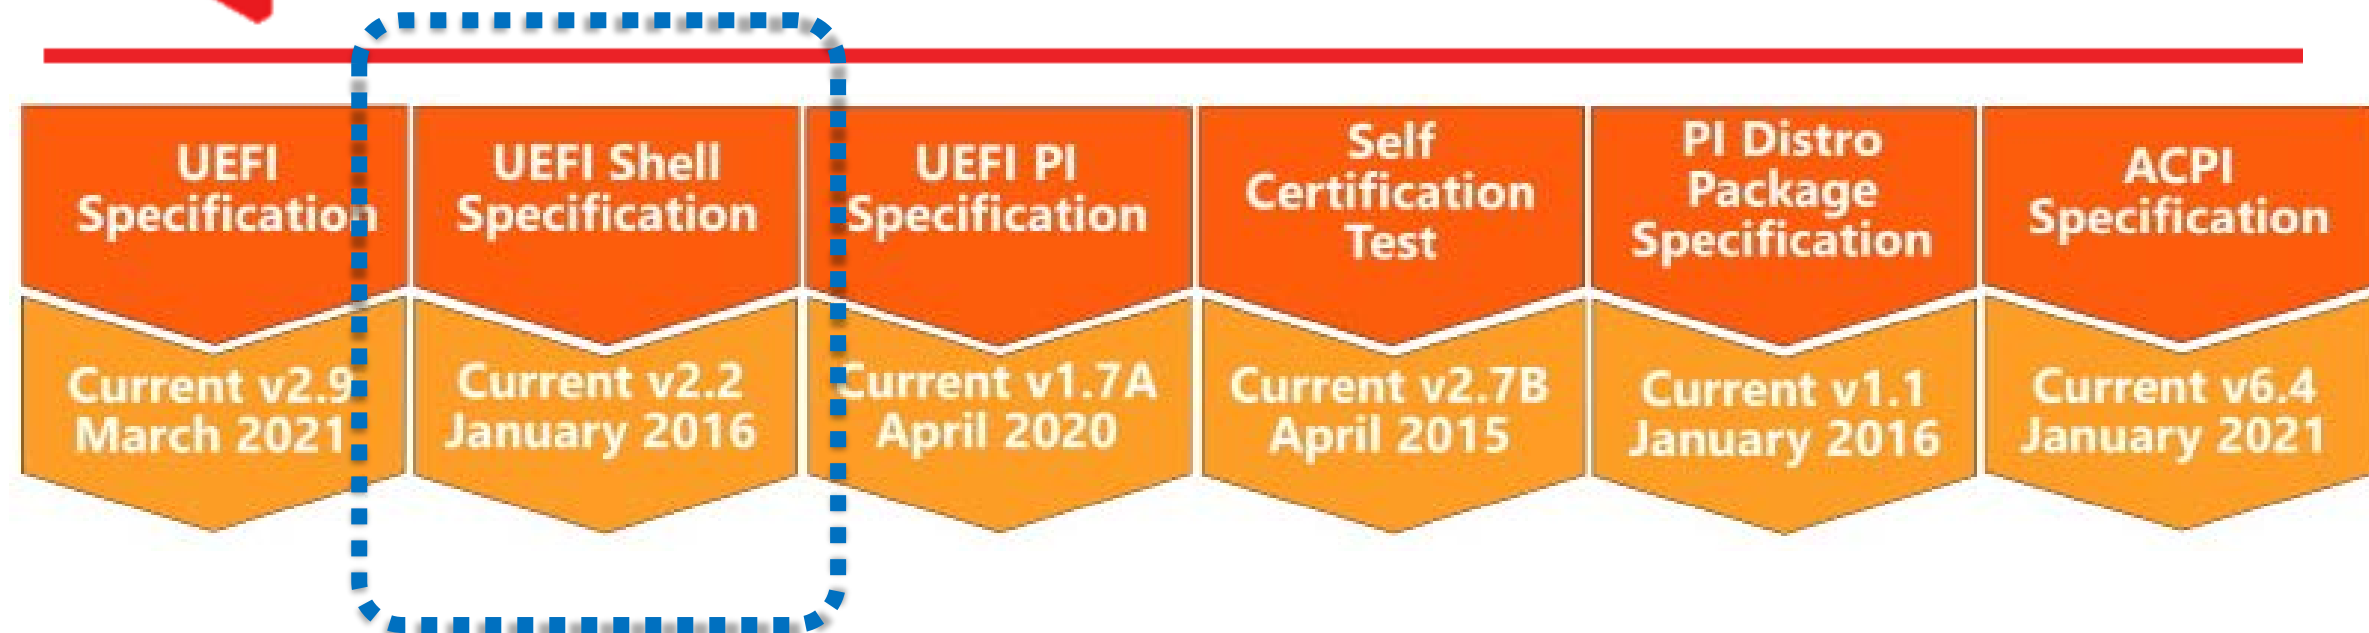 UEFI
Specification
Current v2.9
March 2021
UEFI Shell
Specification
Current v2.2
January 2016
UEFI PI
Specification
Current v1.7A
April 2020
Self
Certification
Test
Current v2.7B
April 2015
PI Distro
Package
Specification
Current v1.1
January 2016
ACPI
Specification
Current v6.4
January 2021